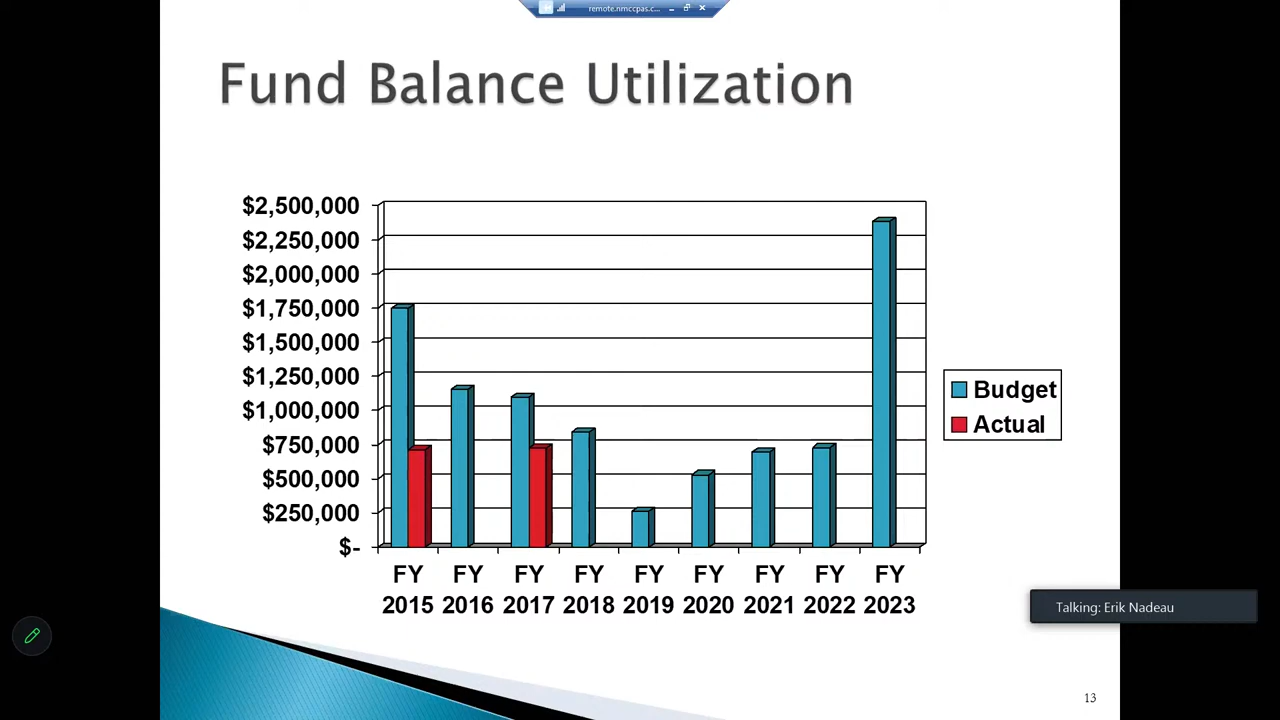 remote.nmccpas.c...
Fund Balance Utilization
$2,500,000
$2,250,000
$2,000,000
$1,750,000
$1,500,000
$1,250,000
$1,000,000
$750,000
$500,000
$250,000
$-
FY FY FY FY FY FY FY FY FY
2015 2016 2017 2018 2019 2020 2021 2022 2023
Budget
Actual
Talking: Erik Nadeau
13